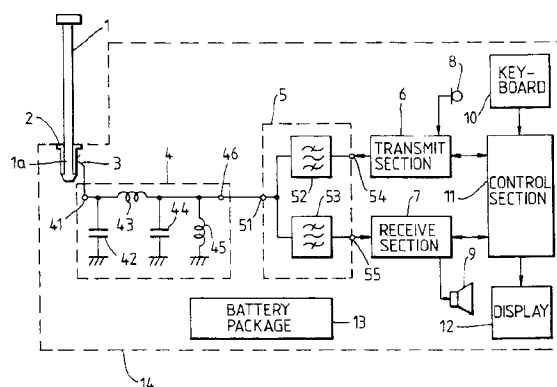 1
8
KEY-
BOARD
10
5
6
2
1a
3
4
46
TRANSMIT
SECTION
11
CONTROL
SECTION
52
53
54
7
41
43
44
51
RECEIVE
SECTION
42
45
55
9
BATTERY
PACKAGE
13
DISPLAY
12
14